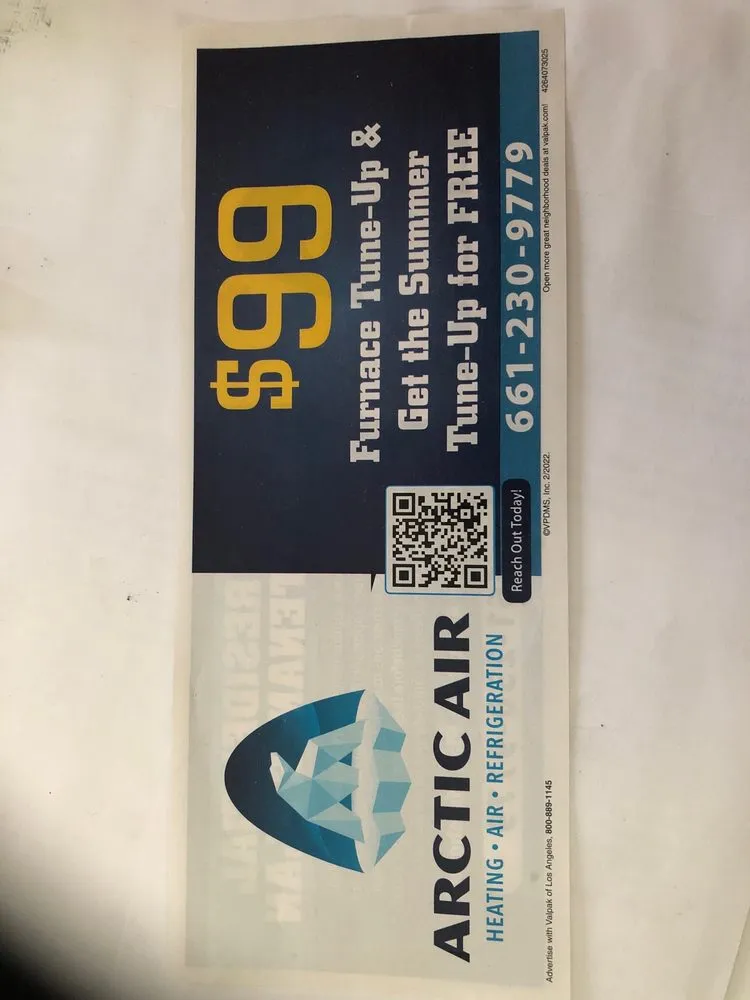 ARCTIC AIR
HEATING • AIR • REFRIGERATION
$99
Furnace Tune-Up &
Get the Summer
Tune-Up for FREE
Reach Out Today!
661-230-9779
Advertise with Valpak of Los Angeles, 800-889-1145
©VPDMS, Inc. 2/2022.
Open more great neighborhood deals at valpak.com!
4264073025